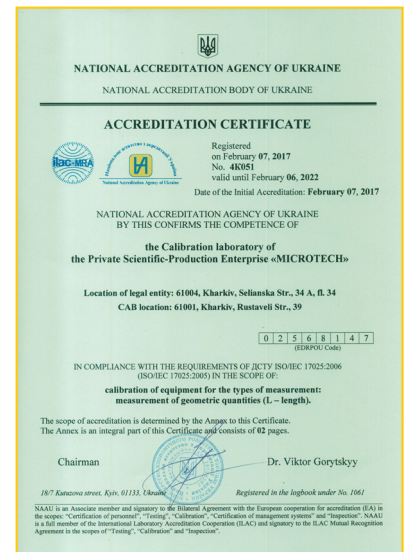 NATIONAL ACCREDITATION AGENCY OF UKRAINE
NATIONAL ACCREDITATION BODY OF UKRAINE
ACCREDITATION CERTIFICATE
ilac-MRA
National Accreditation Agency of Ukraine
Registered
on February 07, 2017
No. 4K051
valid until February 06, 2022
Date of the Initial Accreditation: February 07, 2017
NATIONAL ACCREDITATION AGENCY OF UKRAINE
BY THIS CONFIRMS THE COMPETENCE OF
the Calibration laboratory of
the Private Scientific-Production Enterprise «MICROTECH»
Location of legal entity: 61004, Kharkiv, Selianska Str., 34 A, fl. 34
CAB location: 61001, Kharkiv, Rustaveli Str., 39
0 2 5 6 8 1 4 7
(EDRPOU Code)
IN COMPLIANCE WITH THE REQUIREMENTS OF ДСТУ ISO/IEC 17025:2006
(ISO/IEC 17025:2005) IN THE SCOPE OF:
calibration of equipment for the types of measurement:
measurement of geometric quantities (L – length).
The scope of accreditation is determined by the Annex to this Certificate.
The Annex is an integral part of this Certificate and consists of 02 pages.
Chairman
Dr. Viktor Gorytskyy
18/7 Kutuzova street, Kyiv, 01133, Ukraine
Registered in the logbook under No. 1061
NAAU is an Associate member and signatory to the Bilateral Agreement with the European cooperation for accreditation (EA) in
the scopes: "Certification of personnel", "Testing", "Calibration", "Certification of management systems" and "Inspection". NAAU
is a full member of the International Laboratory Accreditation Cooperation (ILAC) and signatory to the ILAC Mutual Recognition
Agreement in the scopes of "Testing", "Calibration" and "Inspection".